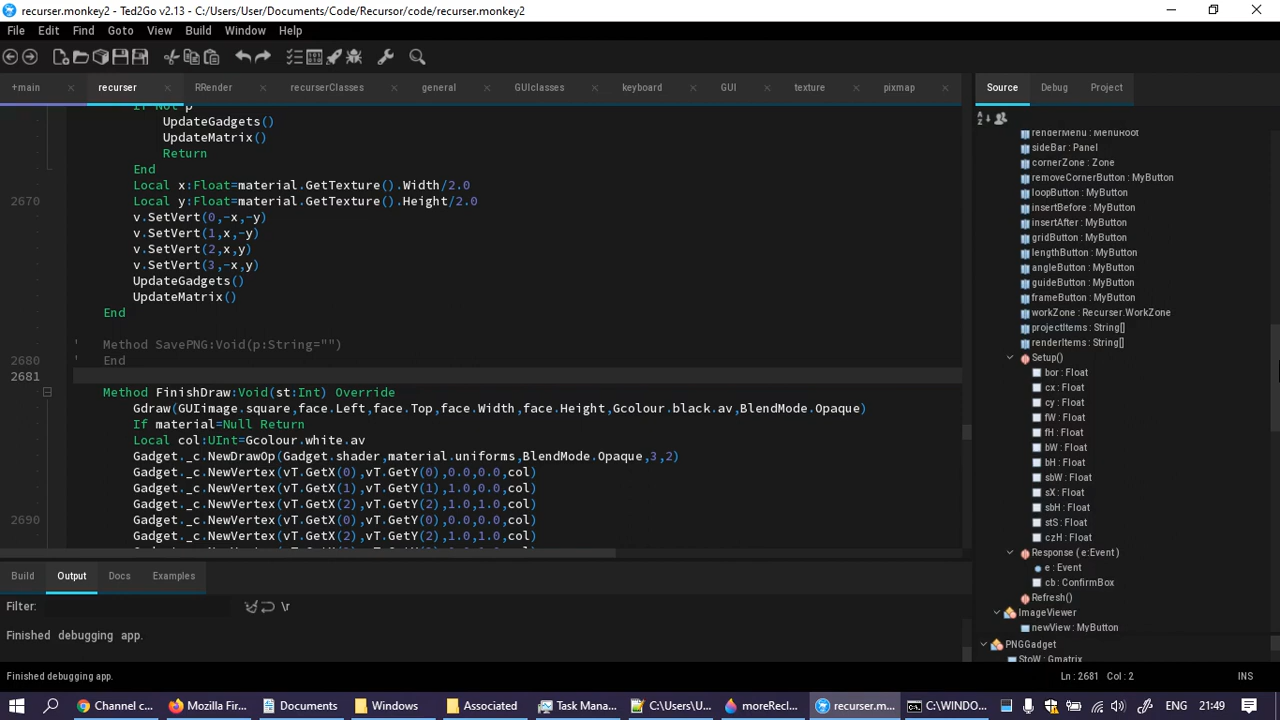 recurser.monkey2 - Ted2Go v2.13 - C:/Users/User/Documents/Code/Recursor/code/recurser.monkey2
File Edit Find Goto View Build Window Help
+main recurser RRender recurserClasses general GUIclasses keyboard GUI texture pixmap
If Not p
UpdateGadgets()
UpdateMatrix()
Return
End
Local x:Float=material.GetTexture().Width/2.0
2670 Local y:Float=material.GetTexture().Height/2.0
v.SetVert(0,-x,-y)
v.SetVert(1,x,-y)
v.SetVert(2,x,y)
v.SetVert(3,-x,y)
UpdateGadgets()
UpdateMatrix()
End
' Method SavePNG:Void(p:String="")
2680 ' End
2681
Method FinishDraw:Void(st:Int) Override
Gdraw(GUIimage.square,face.Left,face.Top,face.Width,face.Height,Gcolour.black.av,BlendMode.Opaque)
If material=Null Return
Local col:UInt=Gcolour.white.av
Gadget._c.NewDrawOp(Gadget.shader,material.uniforms,BlendMode.Opaque,3,2)
Gadget._c.NewVertex(vT.GetX(0),vT.GetY(0),0.0,0.0,col)
Gadget._c.NewVertex(vT.GetX(1),vT.GetY(1),1.0,0.0,col)
Gadget._c.NewVertex(vT.GetX(2),vT.GetY(2),1.0,1.0,col)
2690 Gadget._c.NewVertex(vT.GetX(0),vT.GetY(0),0.0,0.0,col)
Gadget._c.NewVertex(vT.GetX(2),vT.GetY(2),1.0,1.0,col)
Source Debug Project
renderMenu : MenuRoot
sideBar : Panel
cornerZone : Zone
removeCornerButton : MyButton
loopButton : MyButton
insertBefore : MyButton
insertAfter : MyButton
gridButton : MyButton
lengthButton : MyButton
angleButton : MyButton
guideButton : MyButton
frameButton : MyButton
workZone : Recurser.WorkZone
projectItems : String[]
renderItems : String[]
Setup()
bor : Float
cx : Float
cy : Float
fW : Float
fH : Float
bW : Float
bH : Float
sbW : Float
sX : Float
sbH : Float
stS : Float
czH : Float
Response ( e:Event )
e : Event
cb : ConfirmBox
Refresh()
ImageViewer
newView : MyButton
PNGGadget
StoW : Gmatrix
Build Output Docs Examples
Filter: \r
Finished debugging app.
Finished debugging app. Ln : 2681 Col : 2 INS
Channel c... Mozilla Fir... Documents Windows Associated Task Mana... C:\Users\U... moreRecl... recurser.m... C:\WINDO... ENG 21:49